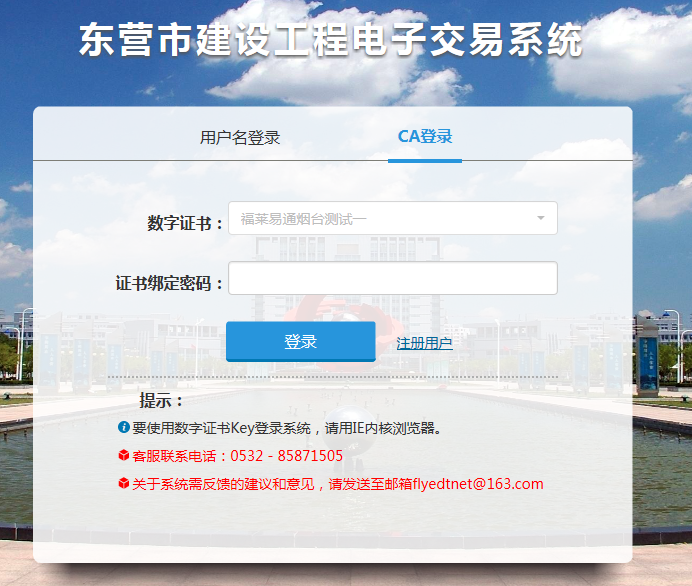 东营市建设工程电子交易系统
用户名登录 CA登录
数字证书： 福莱易通烟台测试一
证书绑定密码：
登录 注册用户
提示：
要使用数字证书Key登录系统，请用IE内核浏览器。
客服联系电话：0532 - 85871505
关于系统需反馈的建议和意见，请发送至邮箱flyedtnet@163.com